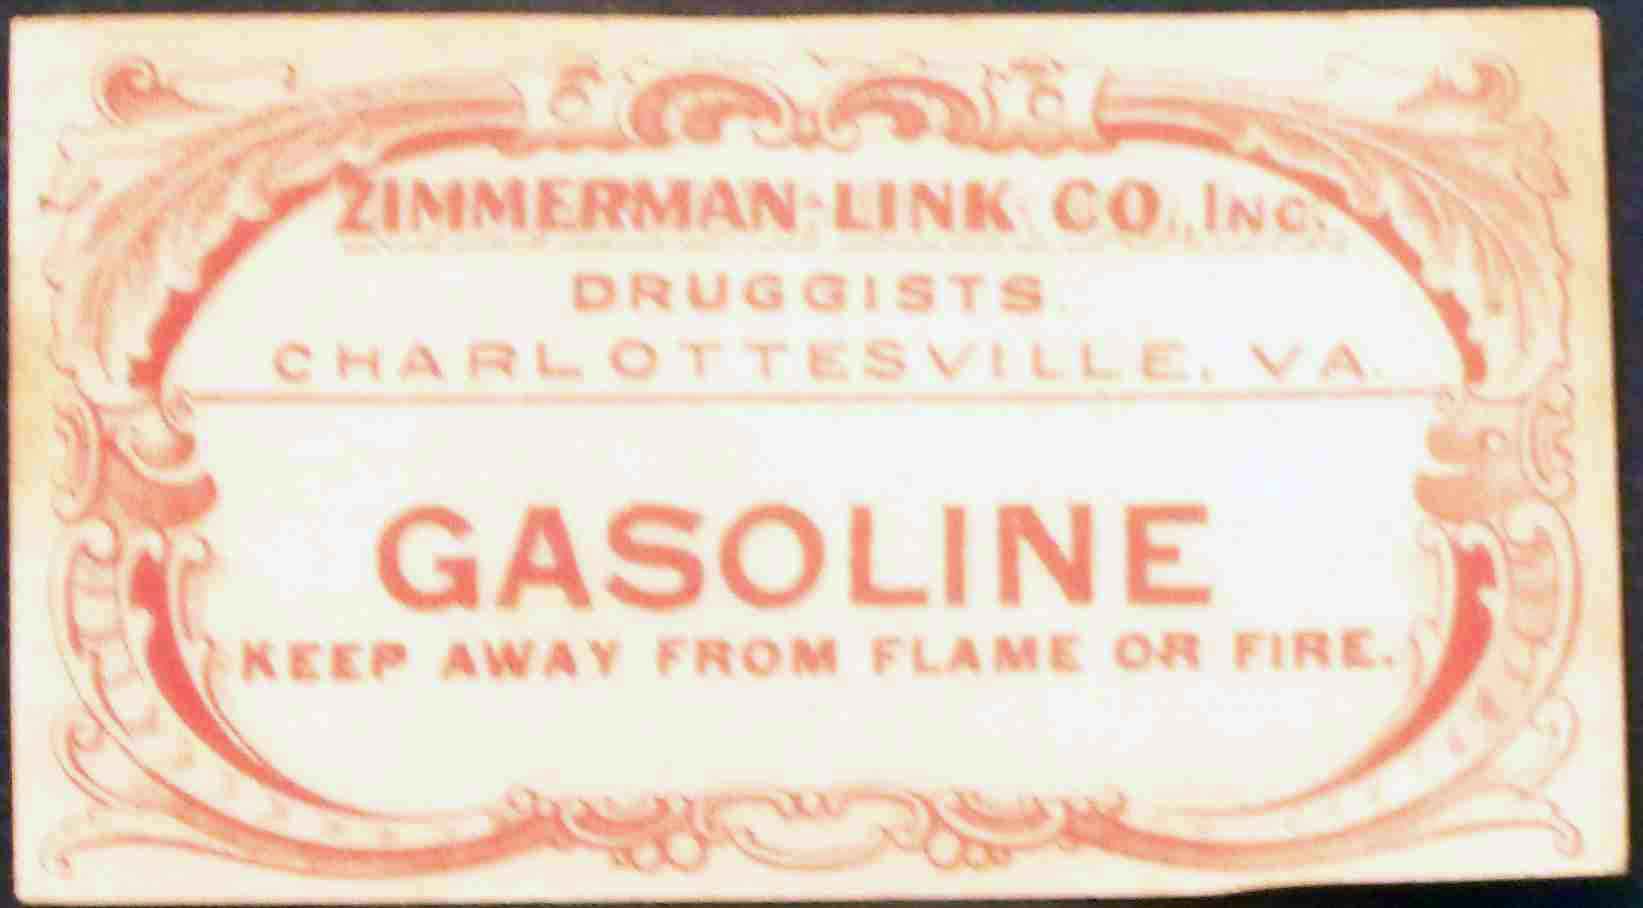 ZIMMERMAN-LINK CO., INC.
DRUGGISTS.
CHARLOTTESVILLE, VA.
GASOLINE
KEEP AWAY FROM FLAME OR FIRE.